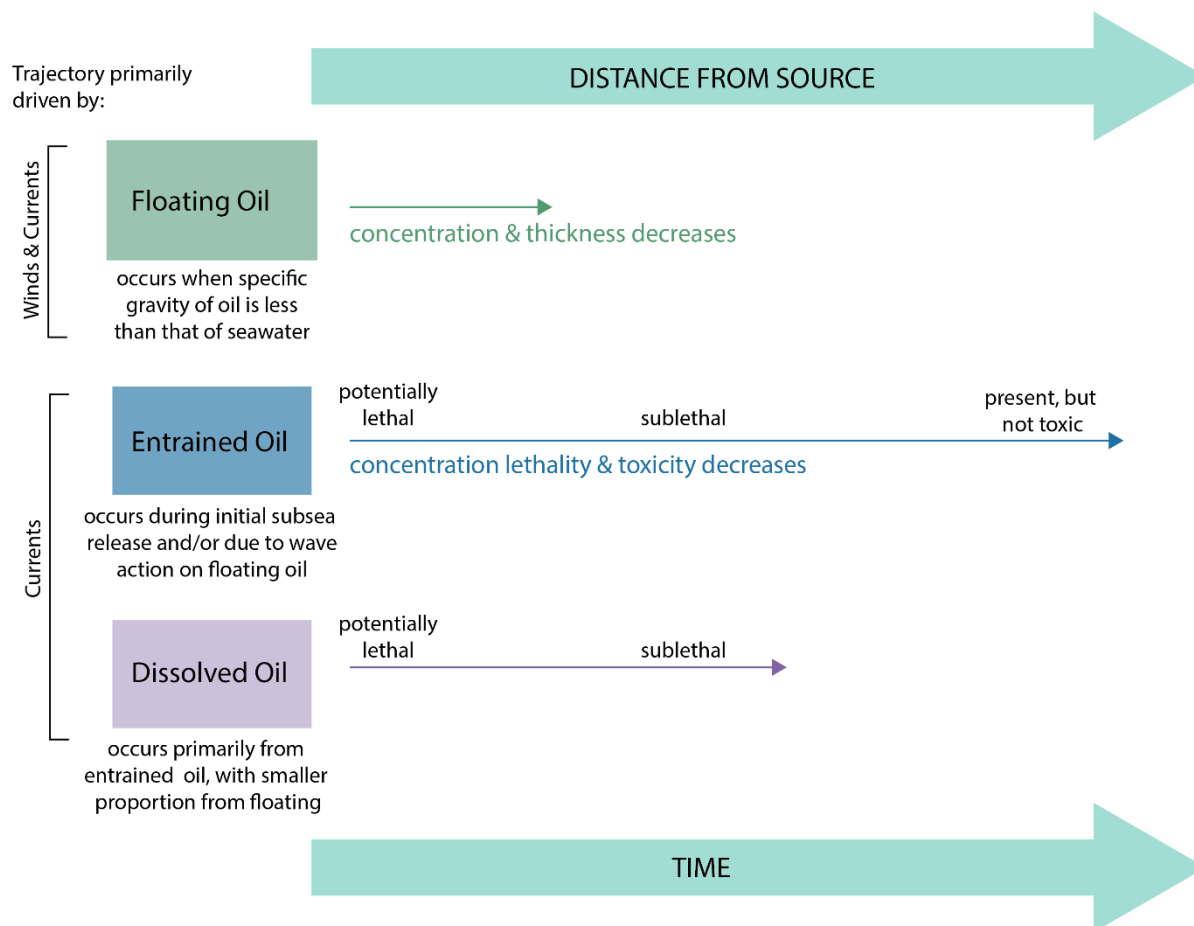 Trajectory primarily
driven by:
DISTANCE FROM SOURCE
Winds & Currents
Floating Oil
concentration & thickness decreases
occurs when specific
gravity of oil is less
than that of seawater
Currents
Entrained Oil
potentially
lethal
sublethal
present, but
not toxic
concentration lethality & toxicity decreases
occurs during initial subsea
release and/or due to wave
action on floating oil
Dissolved Oil
potentially
lethal
sublethal
occurs primarily from
entrained oil, with smaller
proportion from floating
TIME